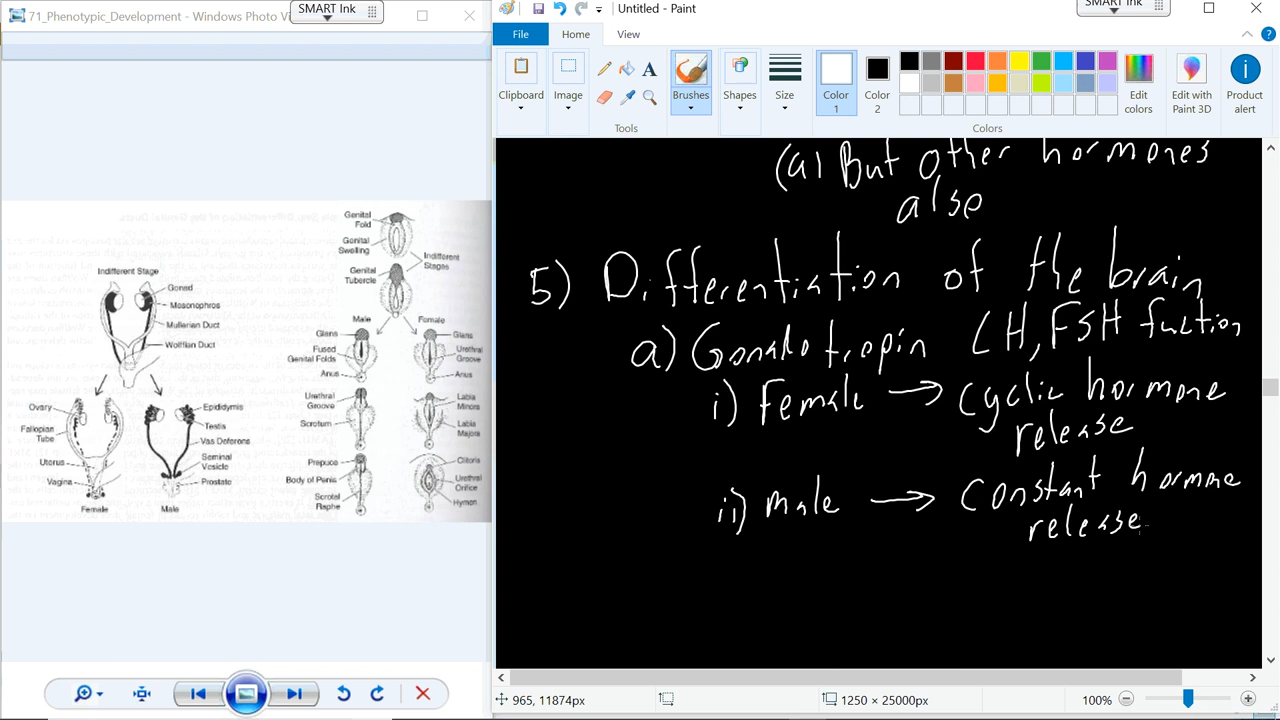 71_Phenotypic_Development - Windows Photo Vi
SMART Ink
Untitled - Paint
SMART Ink
File
Home
View
Clipboard
Image
Tools
Brushes
Shapes
Size
Color 1
Color 2
Colors
Edit colors
Edit with Paint 3D
Product alert
Indifferent Stage
Gonad
Mesonephros
Mullerian Duct
Wolffian Duct
Ovary
Fallopian Tube
Uterus
Vagina
Female
Epididymis
Testis
Vas Deferens
Seminal Vesicle
Prostate
Male
Genital Fold
Genital Swelling
Genital Tubercle
Indifferent Stages
Male
Female
Glans
Fused Genital Folds
Anus
Glans
Urethral Groove
Anus
Urethral Groove
Scrotum
Labia Minora
Labia Majora
Prepuce
Body of Penis
Scrotal Raphe
Clitoris
Urethral Orifice
Hymen
(a) But other hormones
also
5) Differentiation of the brain
a) Gonadotropin LH, FSH function
i) Female → cyclic hormone
release
ii) male → constant hormone
release
965, 11874px
1250 × 25000px
100%